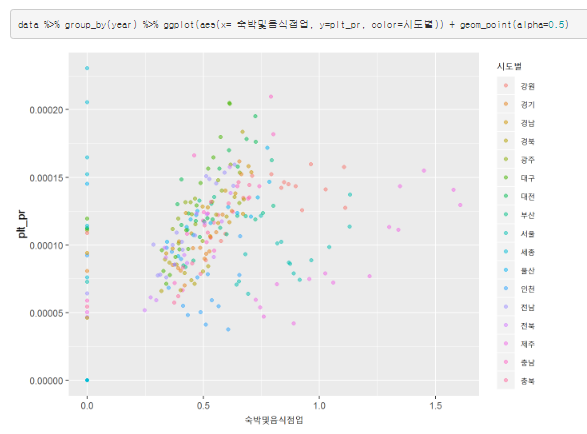 data %>% group_by(year) %>% ggplot(aes(x= 숙박및음식점업, y=plt_pr, color=시도별)) + geom_point(alpha=0.5)
시도별
강원
경기
경남
경북
광주
대구
대전
부산
서울
세종
울산
인천
전남
전북
제주
충남
충북
plt_pr
0.00020
0.00015
0.00010
0.00005
0.00000
0.0 0.5 1.0 1.5
숙박및음식점업